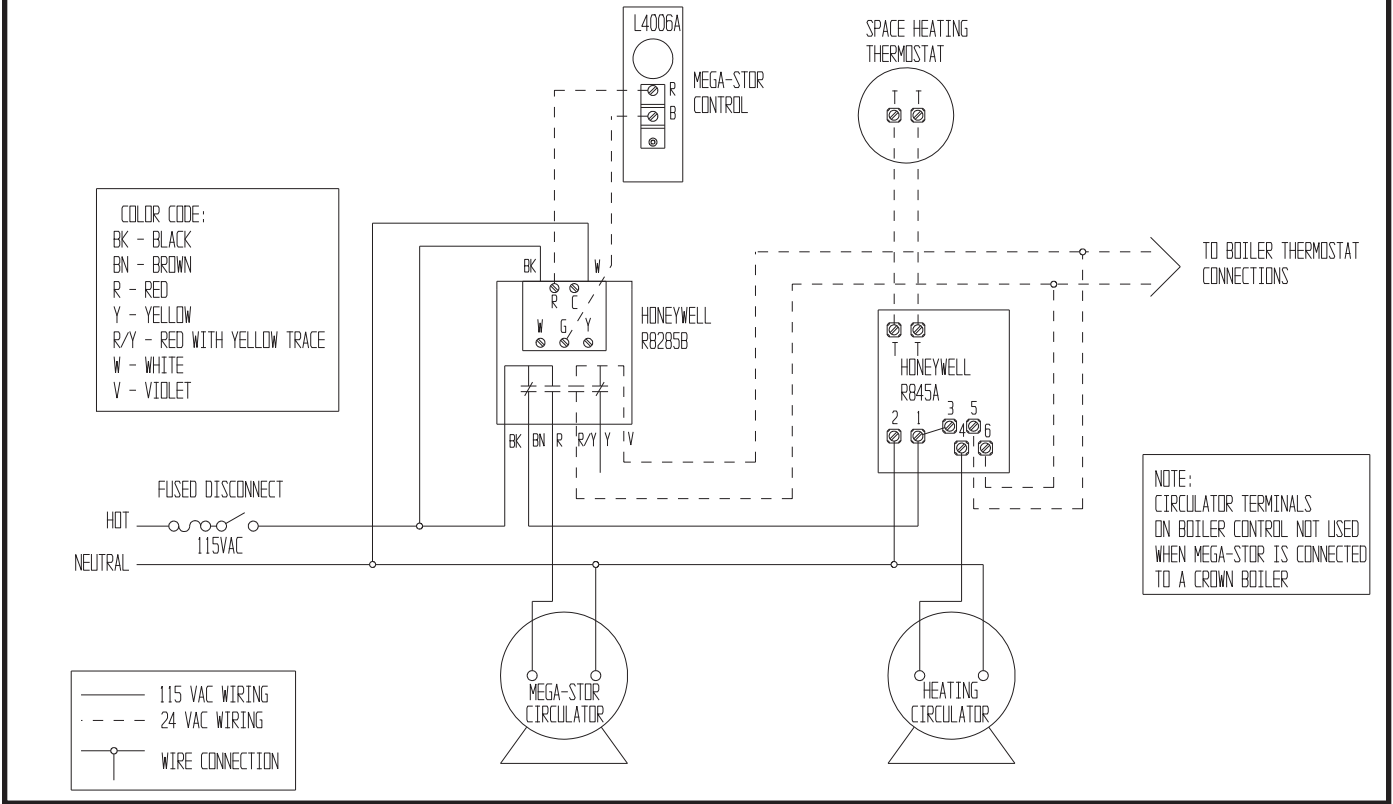 L4006A
R
B
MEGA-STOR
CONTROL
SPACE HEATING
THERMOSTAT
T T
COLOR CODE:
BK - BLACK
BN - BROWN
R - RED
Y - YELLOW
R/Y - RED WITH YELLOW TRACE
W - WHITE
V - VIOLET
BK
W
R C
W G Y
HONEYWELL
R8285B
BK BN R R/Y Y V
TO BOILER THERMOSTAT
CONNECTIONS
T T
HONEYWELL
R845A
2 1 3 5
4 6
FUSED DISCONNECT
HOT
115VAC
NEUTRAL
NOTE:
CIRCULATOR TERMINALS
ON BOILER CONTROL NOT USED
WHEN MEGA-STOR IS CONNECTED
TO A CROWN BOILER
MEGA-STOR
CIRCULATOR
HEATING
CIRCULATOR
115 VAC WIRING
24 VAC WIRING
WIRE CONNECTION